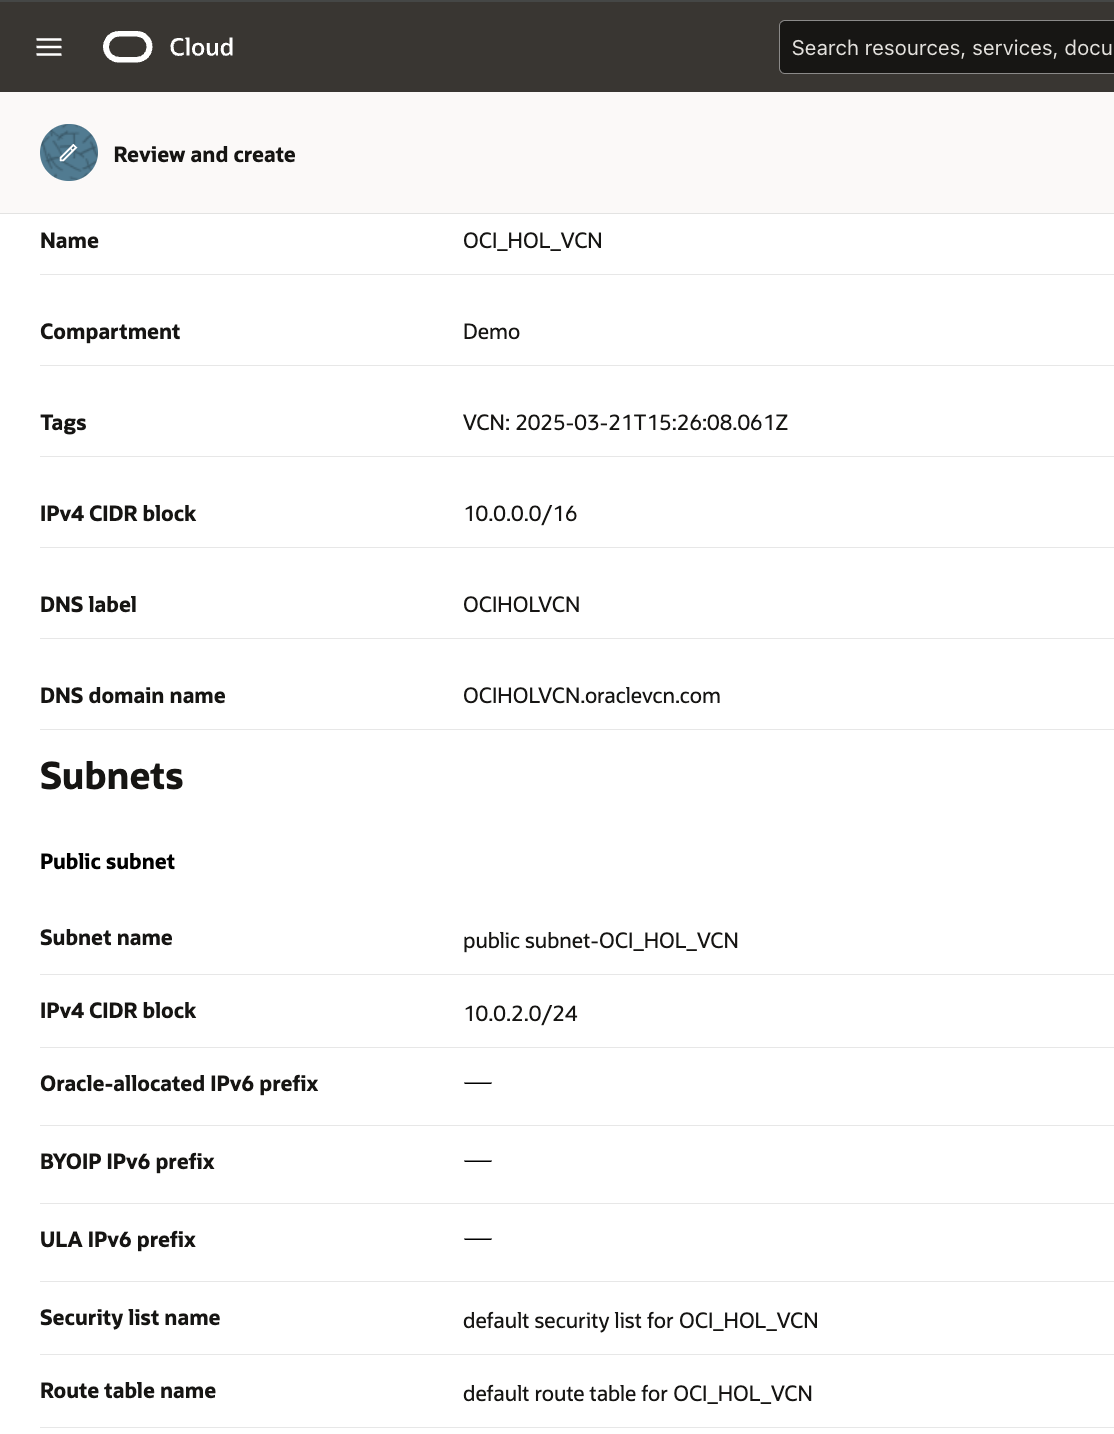 Cloud
Search resources, services, docu
Review and create
Name OCI_HOL_VCN
Compartment Demo
Tags VCN: 2025-03-21T15:26:08.061Z
IPv4 CIDR block 10.0.0.0/16
DNS label OCIHOLVCN
DNS domain name OCIHOLVCN.oraclevcn.com
Subnets
Public subnet
Subnet name public subnet-OCI_HOL_VCN
IPv4 CIDR block 10.0.2.0/24
Oracle-allocated IPv6 prefix —
BYOIP IPv6 prefix —
ULA IPv6 prefix —
Security list name default security list for OCI_HOL_VCN
Route table name default route table for OCI_HOL_VCN